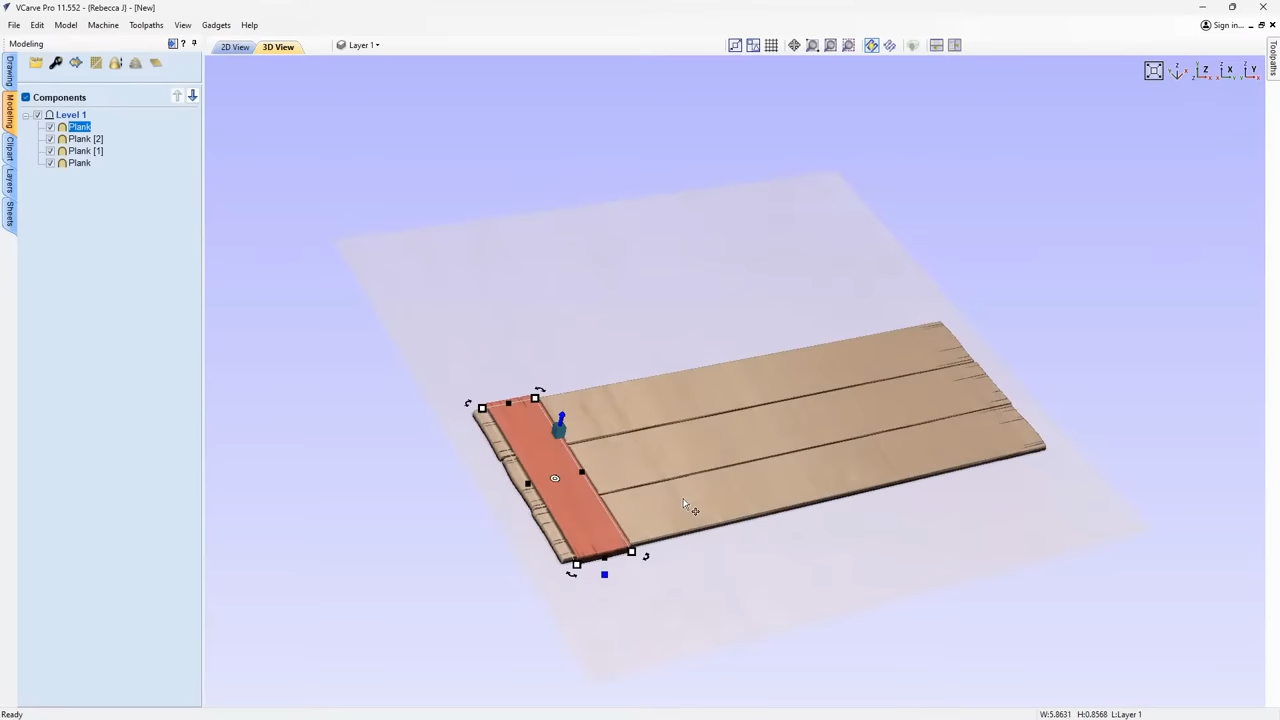 VCarve Pro 11.552 - {Rebecca J} - [New]
File Edit Model Machine Toolpaths View Gadgets Help
Sign in...
Modeling
2D View
3D View
Layer 1
Components
Level 1
Plank
Plank [2]
Plank [1]
Plank
Drawing
Modeling
Clipart
Layers
Sheets
Toolpaths
Z
Z
X
Y
Ready
W:5.8631 H:0.8568 L:Layer 1